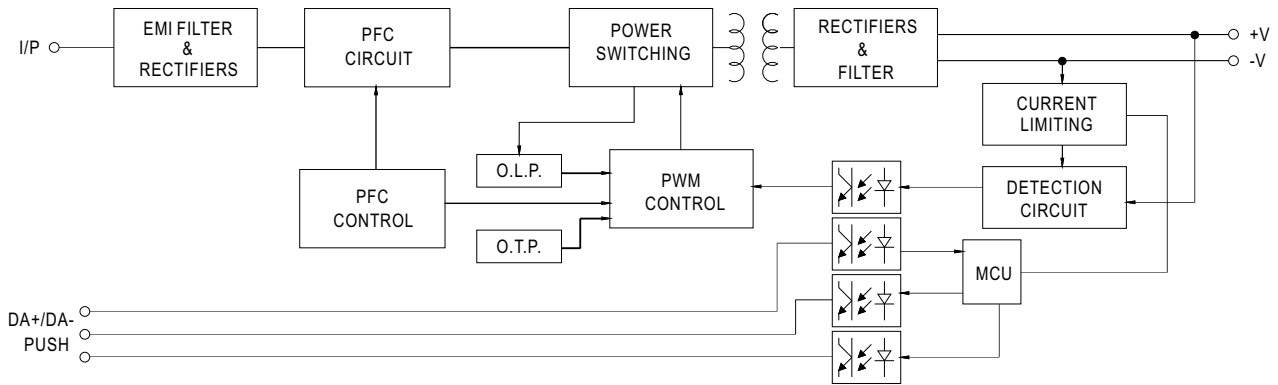 I/P
EMI FILTER
&
RECTIFIERS
PFC
CIRCUIT
POWER
SWITCHING
RECTIFIERS
&
FILTER
+V
-V
CURRENT
LIMITING
O.L.P.
PWM
CONTROL
DETECTION
CIRCUIT
PFC
CONTROL
O.T.P.
MCU
DA+/DA-
PUSH